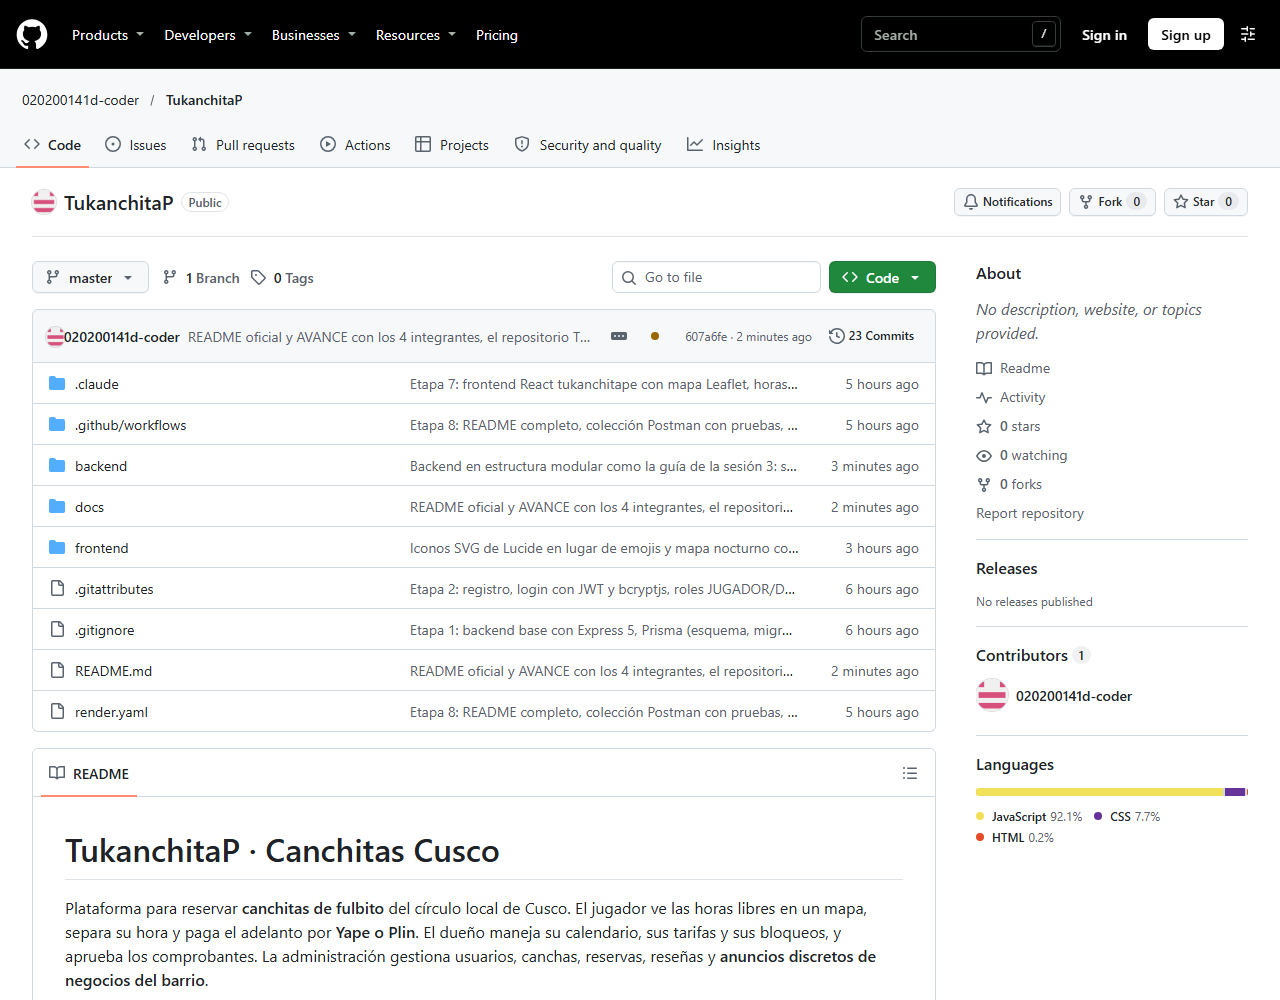 Products Developers Businesses Resources Pricing Search / Sign in Sign up
020200141d-coder / TukanchitaP
Code Issues Pull requests Actions Projects Security and quality Insights
TukanchitaP Public Notifications Fork 0 Star 0
master 1 Branch 0 Tags Go to file Code
020200141d-coder README oficial y AVANCE con los 4 integrantes, el repositorio T... 607a6fe · 2 minutes ago 23 Commits
.claude Etapa 7: frontend React tukanchitape con mapa Leaflet, horas... 5 hours ago
.github/workflows Etapa 8: README completo, colección Postman con pruebas, ... 5 hours ago
backend Backend en estructura modular como la guía de la sesión 3: s... 3 minutes ago
docs README oficial y AVANCE con los 4 integrantes, el repositori... 2 minutes ago
frontend Iconos SVG de Lucide en lugar de emojis y mapa nocturno co... 3 hours ago
.gitattributes Etapa 2: registro, login con JWT y bcryptjs, roles JUGADOR/D... 6 hours ago
.gitignore Etapa 1: backend base con Express 5, Prisma (esquema, migr... 6 hours ago
README.md README oficial y AVANCE con los 4 integrantes, el repositori... 2 minutes ago
render.yaml Etapa 8: README completo, colección Postman con pruebas, ... 5 hours ago
README
TukanchitaP · Canchitas Cusco
Plataforma para reservar canchitas de fulbito del círculo local de Cusco. El jugador ve las horas libres en un mapa,
separa su hora y paga el adelanto por Yape o Plin. El dueño maneja su calendario, sus tarifas y sus bloqueos, y
aprueba los comprobantes. La administración gestiona usuarios, canchas, reservas, reseñas y anuncios discretos de
negocios del barrio.
About
No description, website, or topics
provided.
Readme
Activity
0 stars
0 watching
0 forks
Report repository
Releases
No releases published
Contributors 1
020200141d-coder
Languages
JavaScript 92.1% CSS 7.7%
HTML 0.2%